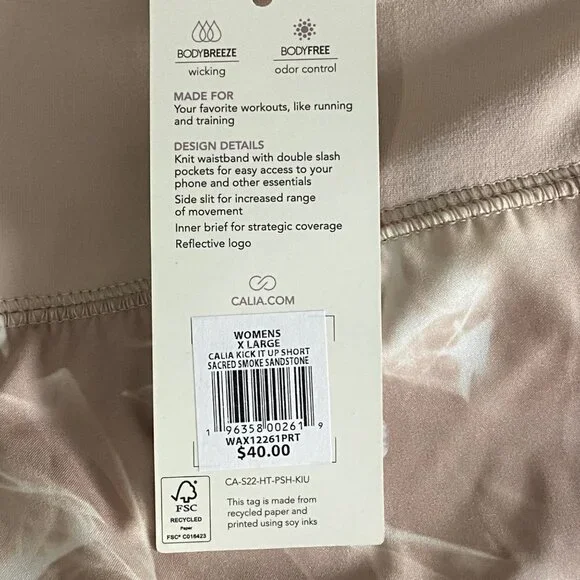 BODYBREEZE
wicking
BODYFREE
odor control
MADE FOR
Your favorite workouts, like running
and training
DESIGN DETAILS
Knit waistband with double slash
pockets for easy access to your
phone and other essentials
Side slit for increased range
of movement
Inner brief for strategic coverage
Reflective logo
CALIA.COM
WOMENS
X LARGE
CALIA KICK IT UP SHORT
SACRED SMOKE SANDSTONE
1 96358 00261 9
WAX12261PRT
$40.00
CA-S22-HT-PSH-KIU
FSC
RECYCLED
Paper
FSC® C016423
This tag is made from
recycled paper and
printed using soy inks